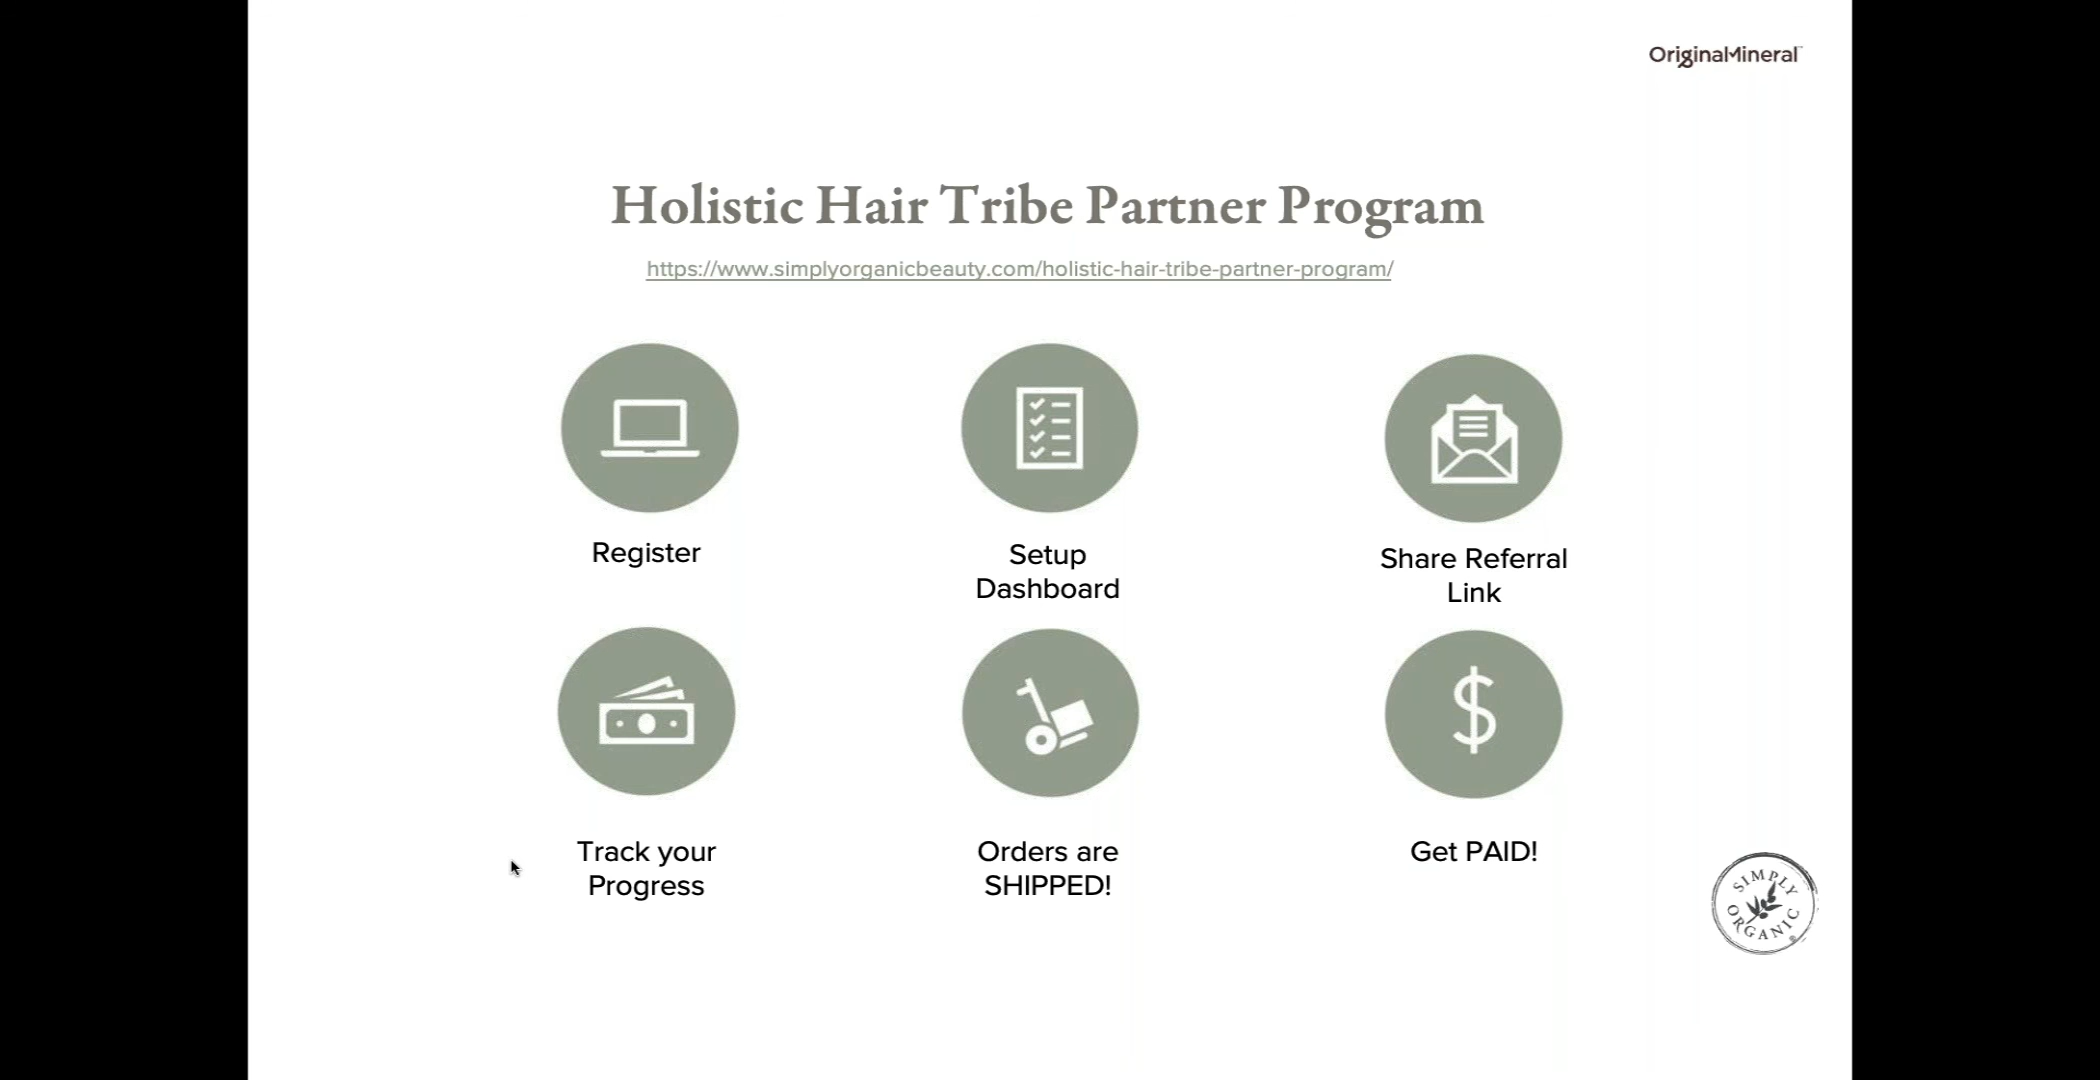 OriginalMineral
Holistic Hair Tribe Partner Program
https://www.simplyorganicbeauty.com/holistic-hair-tribe-partner-program/
Register
Setup
Dashboard
Share Referral
Link
Track your
Progress
Orders are
SHIPPED!
Get PAID!
SIMPLY
ORGANIC